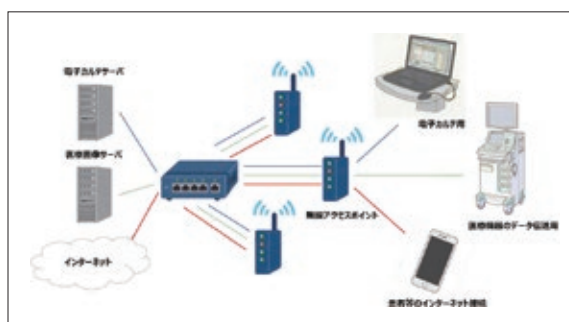 電子カルテサーバ
電子カルテ用
医療画像サーバ
無線アクセスポイント
医療機器のデータ伝送用
インターネット
患者等のインターネット接続